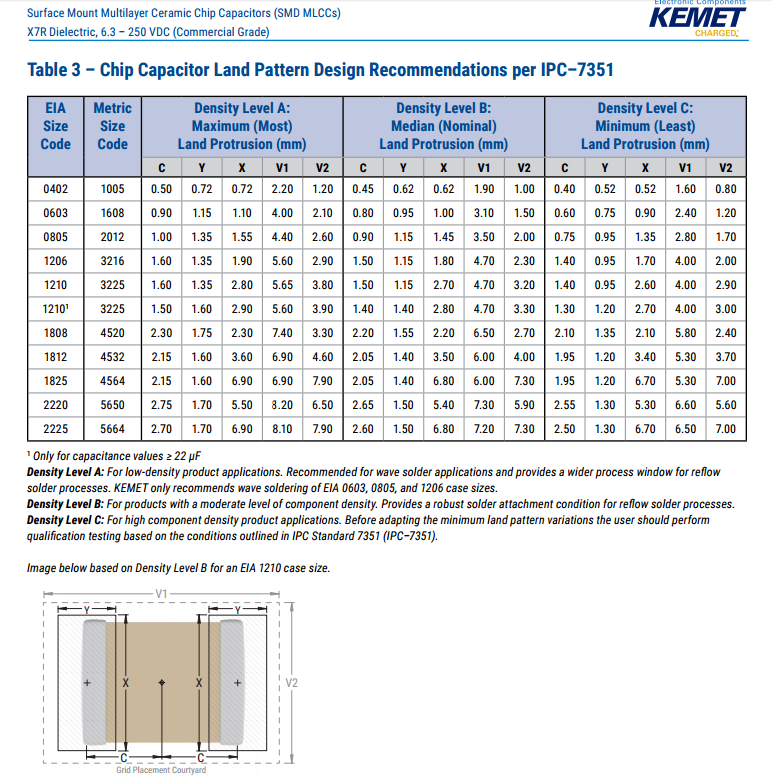 Surface Mount Multilayer Ceramic Chip Capacitors (SMD MLCCs)
X7R Dielectric, 6.3 – 250 VDC (Commercial Grade)
Electronic Components
KEMET
CHARGED.
Table 3 – Chip Capacitor Land Pattern Design Recommendations per IPC–7351
EIA Size Code Metric Size Code Density Level A: Maximum (Most) Land Protrusion (mm) Density Level B: Median (Nominal) Land Protrusion (mm) Density Level C: Minimum (Least) Land Protrusion (mm)
C Y X V1 V2 C Y X V1 V2 C Y X V1 V2
0402 1005 0.50 0.72 0.72 2.20 1.20 0.45 0.62 0.62 1.90 1.00 0.40 0.52 0.52 1.60 0.80
0603 1608 0.90 1.15 1.10 4.00 2.10 0.80 0.95 1.00 3.10 1.50 0.60 0.75 0.90 2.40 1.20
0805 2012 1.00 1.35 1.55 4.40 2.60 0.90 1.15 1.45 3.50 2.00 0.75 0.95 1.35 2.80 1.70
1206 3216 1.60 1.35 1.90 5.60 2.90 1.50 1.15 1.80 4.70 2.30 1.40 0.95 1.70 4.00 2.00
1210 3225 1.60 1.35 2.80 5.65 3.80 1.50 1.15 2.70 4.70 3.20 1.40 0.95 2.60 4.00 2.90
1210¹ 3225 1.50 1.60 2.90 5.60 3.90 1.40 1.40 2.80 4.70 3.30 1.30 1.20 2.70 4.00 3.00
1808 4520 2.30 1.75 2.30 7.40 3.30 2.20 1.55 2.20 6.50 2.70 2.10 1.35 2.10 5.80 2.40
1812 4532 2.15 1.60 3.60 6.90 4.60 2.05 1.40 3.50 6.00 4.00 1.95 1.20 3.40 5.30 3.70
1825 4564 2.15 1.60 6.90 6.90 7.90 2.05 1.40 6.80 6.00 7.30 1.95 1.20 6.70 5.30 7.00
2220 5650 2.75 1.70 5.50 8.20 6.50 2.65 1.50 5.40 7.30 5.90 2.55 1.30 5.30 6.60 5.60
2225 5664 2.70 1.70 6.90 8.10 7.90 2.60 1.50 6.80 7.20 7.30 2.50 1.30 6.70 6.50 7.00
¹ Only for capacitance values ≥ 22 µF
Density Level A: For low-density product applications. Recommended for wave solder applications and provides a wider process window for reflow
solder processes. KEMET only recommends wave soldering of EIA 0603, 0805, and 1206 case sizes.
Density Level B: For products with a moderate level of component density. Provides a robust solder attachment condition for reflow solder processes.
Density Level C: For high component density product applications. Before adapting the minimum land pattern variations the user should perform
qualification testing based on the conditions outlined in IPC Standard 7351 (IPC–7351).
Image below based on Density Level B for an EIA 1210 case size.
V1
Y Y
X X V2
C C
Grid Placement Courtyard